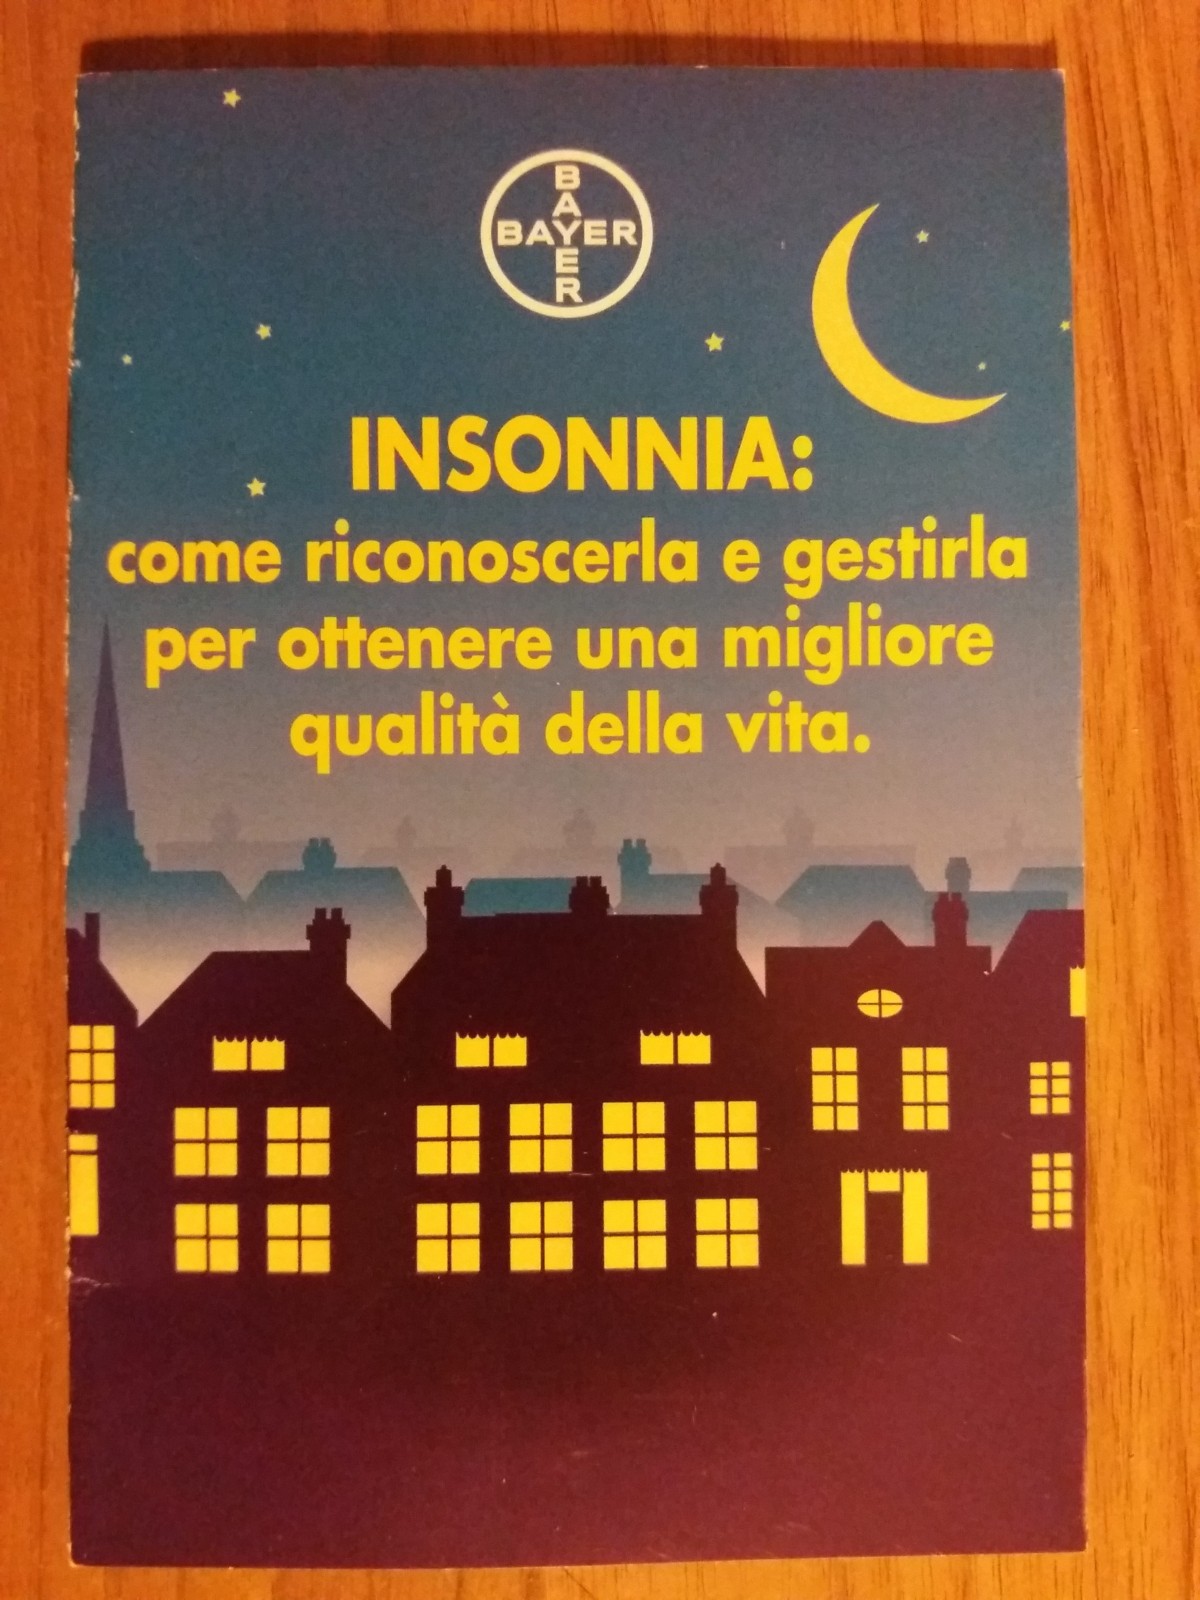 BAYER
BAYER
INSONNIA:
come riconoscerla e gestirla
per ottenere una migliore
qualità della vita.